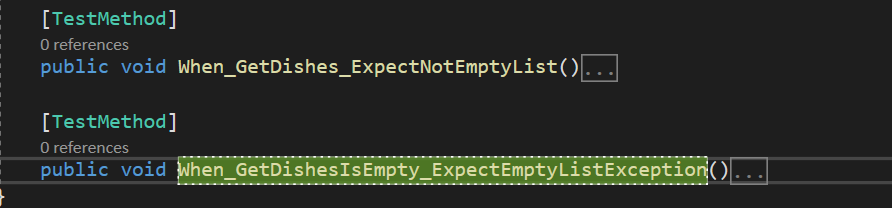 [TestMethod]
0 references
public void When_GetDishes_ExpectNotEmptyList()...
[TestMethod]
0 references
public void When_GetDishesIsEmpty_ExpectEmptyListException()...
}